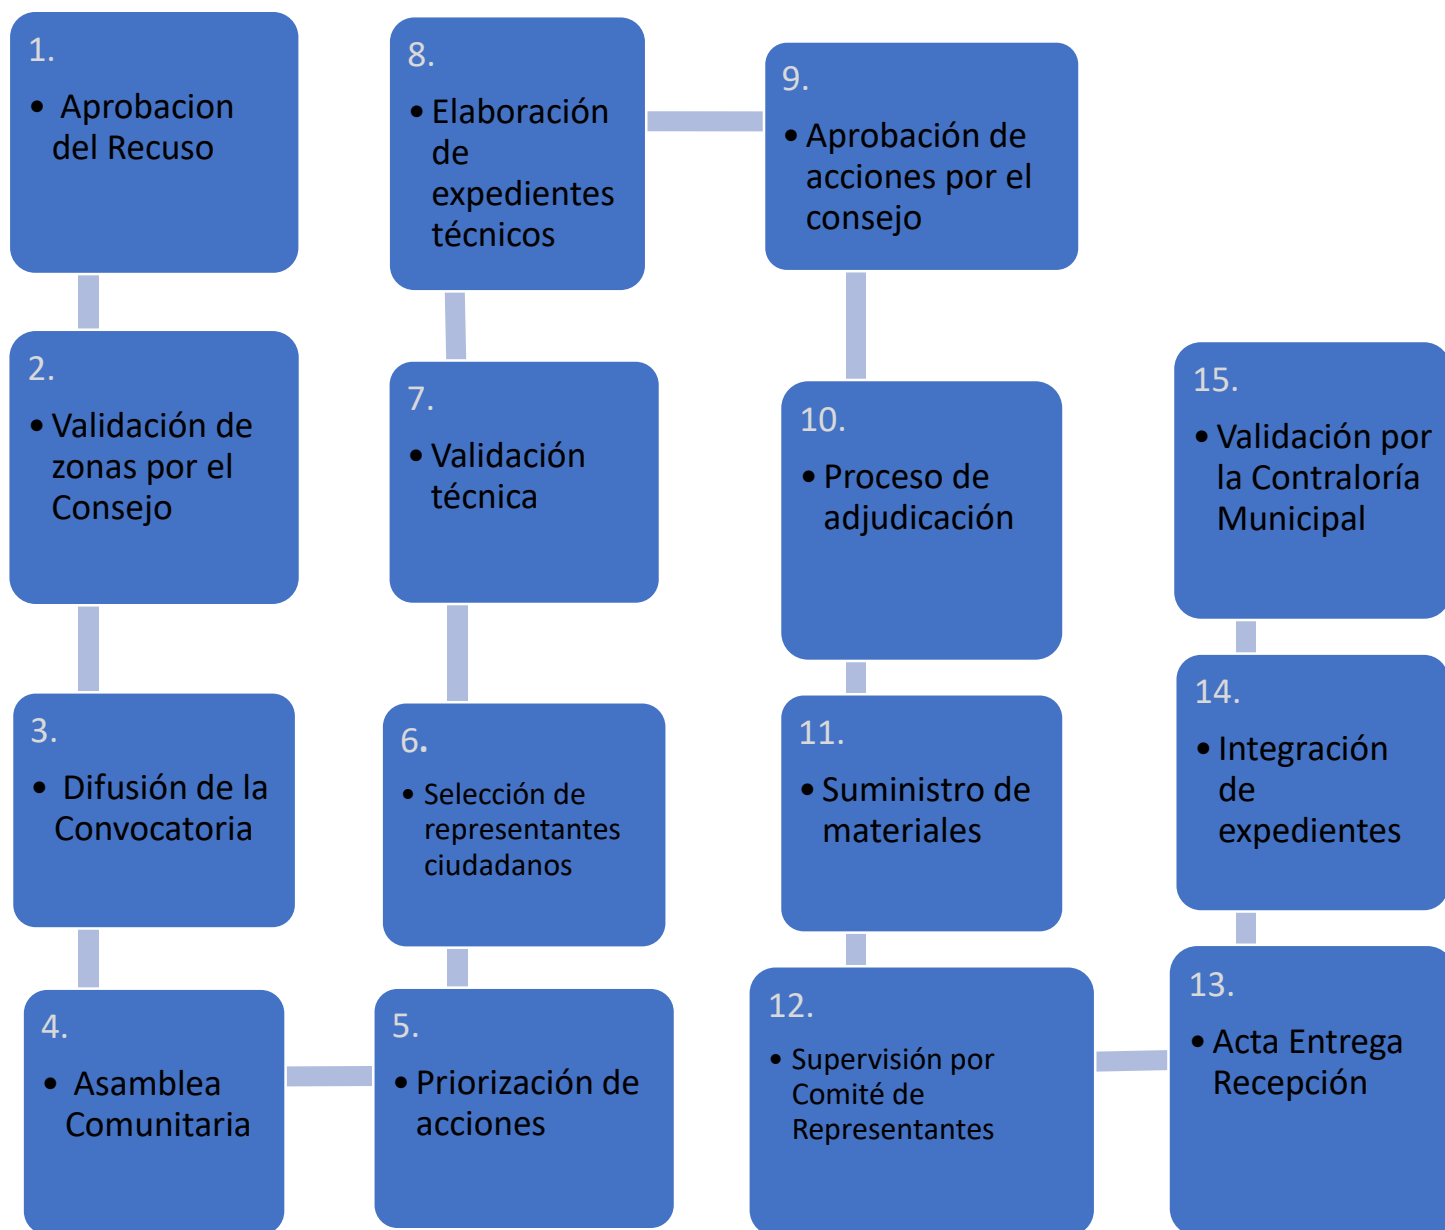 1.
• Aprobacion
del Recuso
2.
• Validación de
zonas por el
Consejo
3.
• Difusión de la
Convocatoria
4.
• Asamblea
Comunitaria
5.
• Priorización de
acciones
6.
• Selección de
representantes
ciudadanos
7.
• Validación
técnica
8.
• Elaboración
de
expedientes
técnicos
9.
• Aprobación de
acciones por el
consejo
10.
• Proceso de
adjudicación
11.
• Suministro de
materiales
12.
• Supervisión por
Comité de
Representantes
13.
• Acta Entrega
Recepción
14.
• Integración
de
expedientes
15.
• Validación por
la Contraloría
Municipal